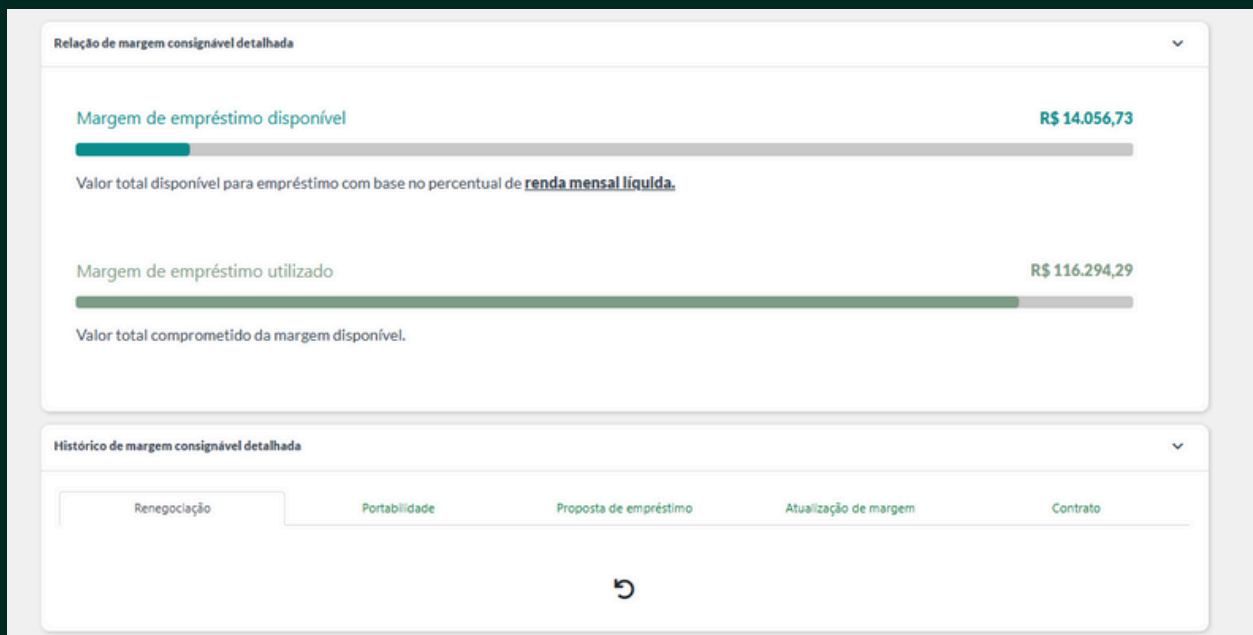 Relação de margem consignável detalhada
Margem de empréstimo disponível R$ 14.056,73
Valor total disponível para empréstimo com base no percentual de renda mensal líquida.
Margem de empréstimo utilizado R$ 116.294,29
Valor total comprometido da margem disponível.
Histórico de margem consignável detalhada
Renegociação Portabilidade Proposta de empréstimo Atualização de margem Contrato